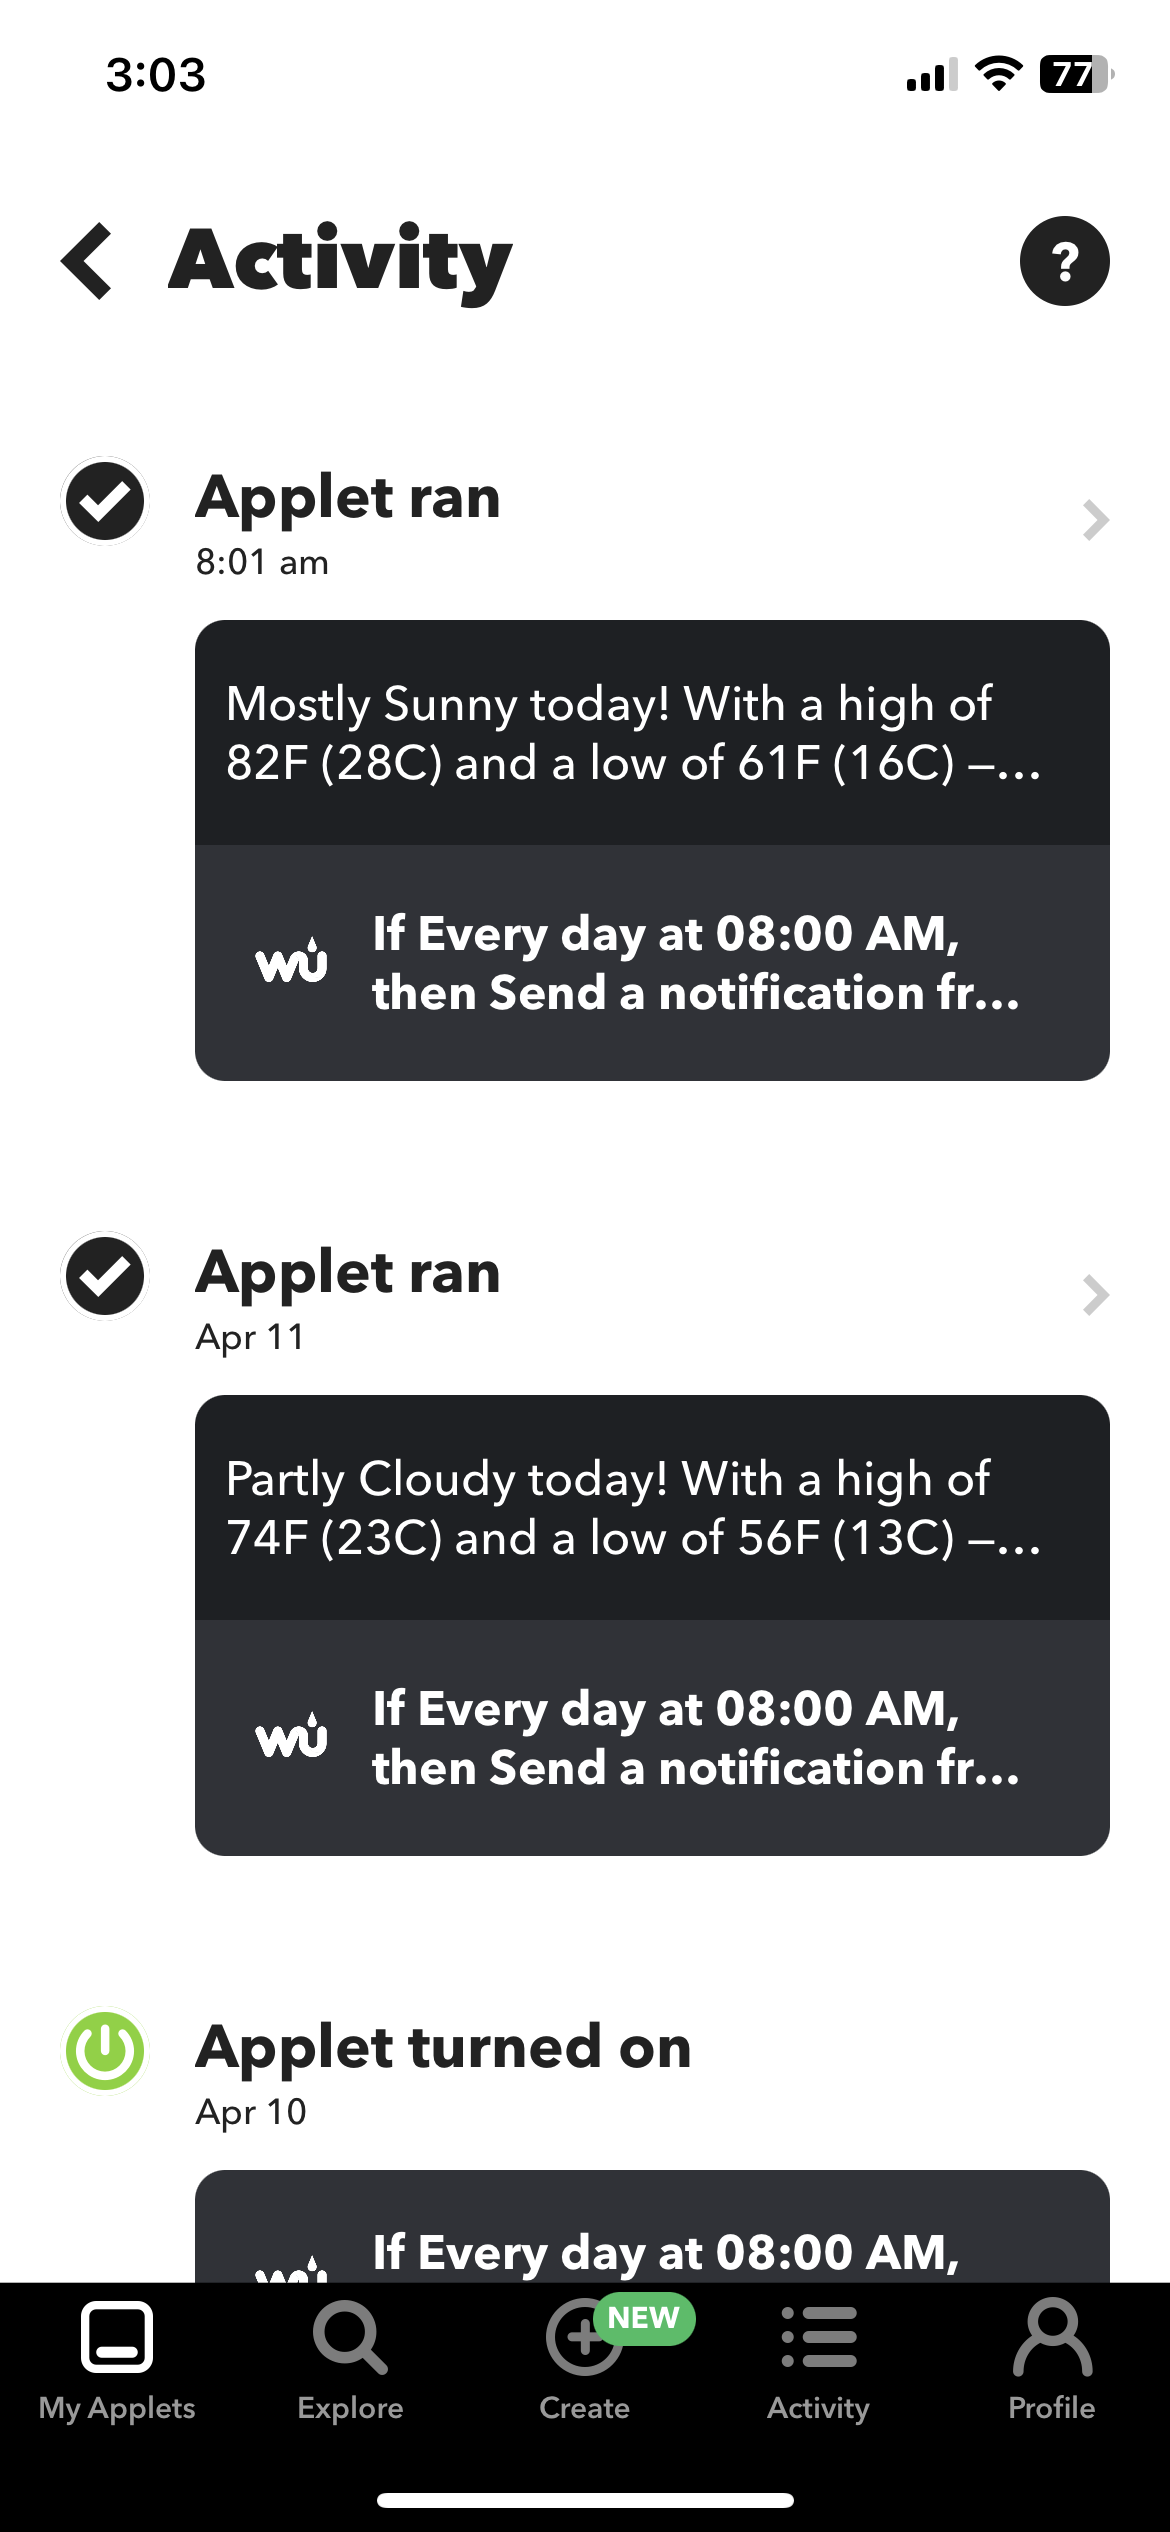 3:03
77
Activity
?
Applet ran
8:01 am
Mostly Sunny today! With a high of
82F (28C) and a low of 61F (16C) –...
wu
If Every day at 08:00 AM,
then Send a notification fr...
Applet ran
Apr 11
Partly Cloudy today! With a high of
74F (23C) and a low of 56F (13C) –...
wu
If Every day at 08:00 AM,
then Send a notification fr...
Applet turned on
Apr 10
If Every day at 08:00 AM,
NEW
My Applets
Explore
Create
Activity
Profile